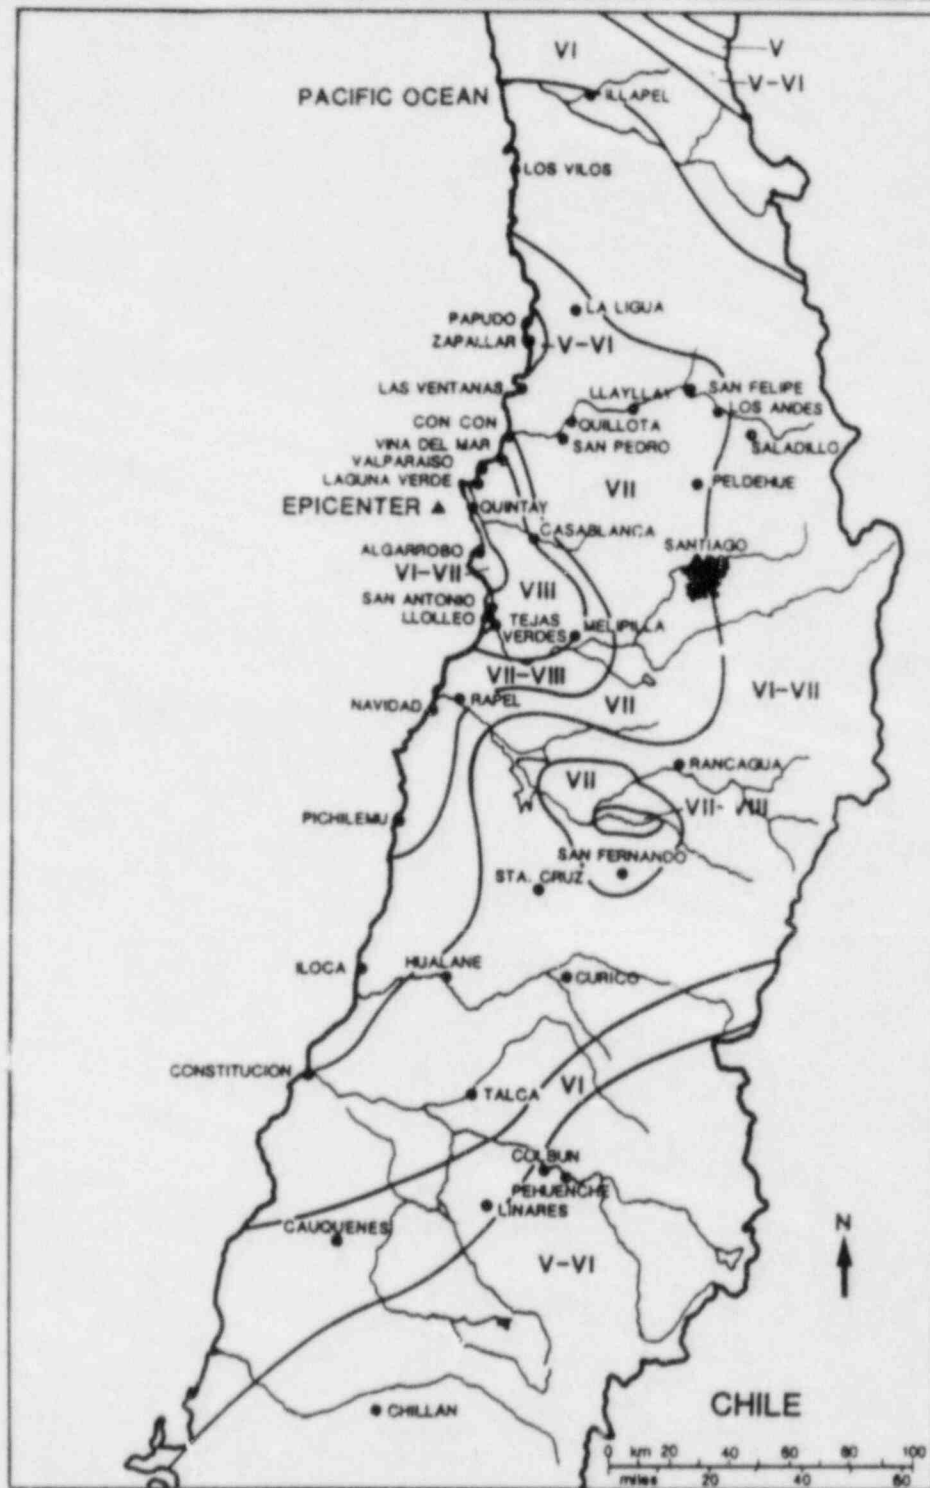 VI
V
V-VI
PACIFIC OCEAN
ILLAPEL
LOS VILOS
LA LIGUA
PAPUDO
ZAPALLAR
V-VI
LAS VENTANAS
LLAYLLAY
SAN FELIPE
LOS ANDES
CON CON
QUILLOTA
VINA DEL MAR
SAN PEDRO
SALADILLO
VALPARAISO
LAGUNA VERDE
VII
PELDEHUE
EPICENTER
QUINTAY
CASABLANCA
SANTIAGO
ALGARROBO
VI-VII
VIII
SAN ANTONIO
LLOLLEO
TEJAS
VERDES
MELIPILLA
VII-VIII
VI-VII
NAVIDAD
RAPEL
VII
RANCAGUA
VII
VII-VIII
PICHILEMU
SAN FERNANDO
STA. CRUZ
ILOCA
HUALANE
CURICO
CONSTITUCION
TALCA
VI
COLBUN
PEHUENCHE
LINARES
CAUQUENES
N
V-VI
CHILLAN
CHILE
0 km 20 40 60 80 100
miles 20 40 60